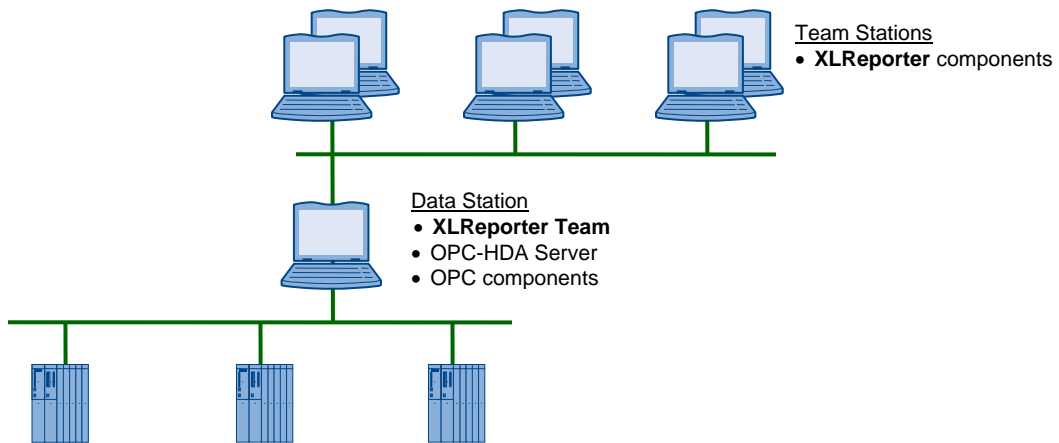 Team Stations
• XLReporter components
Data Station
• XLReporter Team
• OPC-HDA Server
• OPC components